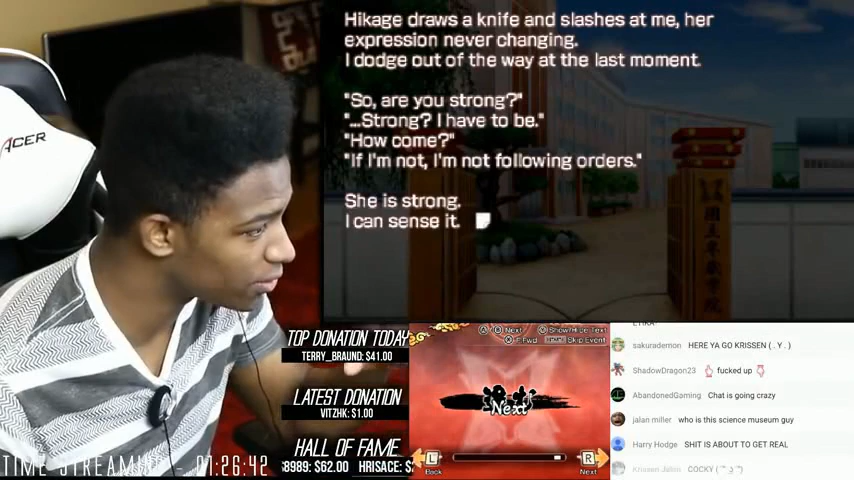 Hikage draws a knife and slashes at me, her
expression never changing.
I dodge out of the way at the last moment.
"So, are you strong?"
"...Strong? I have to be."
"How come?"
"If I'm not, I'm not following orders."
She is strong.
I can sense it.
ACER
TOP DONATION TODAY
TERRY_BRAUND: $41.00
LATEST DONATION
VITZHK: $1.00
HALL OF FAME
$8989: $62.00 HRISACE: $
TIME STREAMING - 01:26:42
Next
Show/Hide Text
F.Fwd
Skip Event
Next
L
Back
R
Next
sakurademon HERE YA GO KRISSEN ( . Y . )
ShadowDragon23 👆 fucked up 👇
AbandonedGaming Chat is going crazy
jalan miller who is this science museum guy
Harry Hodge SHIT IS ABOUT TO GET REAL